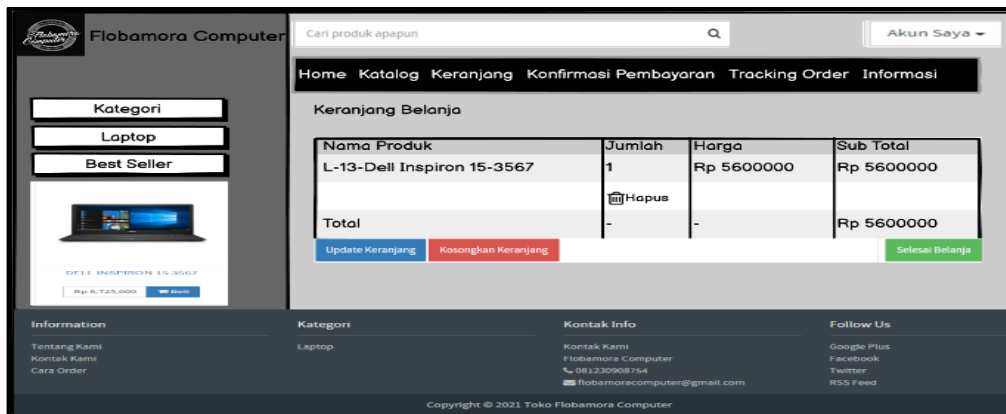 Flobamora Computer
Flobamora Computer
Cari produk apapun
Akun Saya
Home Katalog Keranjang Konfirmasi Pembayaran Tracking Order Informasi
Kategori
Laptop
Best Seller
DELL INSPIRON 15 3567
Rp 6,725,000 Beli
Keranjang Belanja
Nama Produk Jumlah Harga Sub Total
L-13-Dell Inspiron 15-3567 1 Rp 5600000 Rp 5600000
Hapus
Total - - Rp 5600000
Update Keranjang Kosongkan Keranjang Selesai Belanja
Information
Tentang Kami
Kontak Kami
Cara Order
Kategori
Laptop
Kontak Info
Kontak Kami
Flobamora Computer
081230908754
flobamoracomputer@gmail.com
Follow Us
Google Plus
Facebook
Twitter
RSS Feed
Copyright © 2021 Toko Flobamora Computer